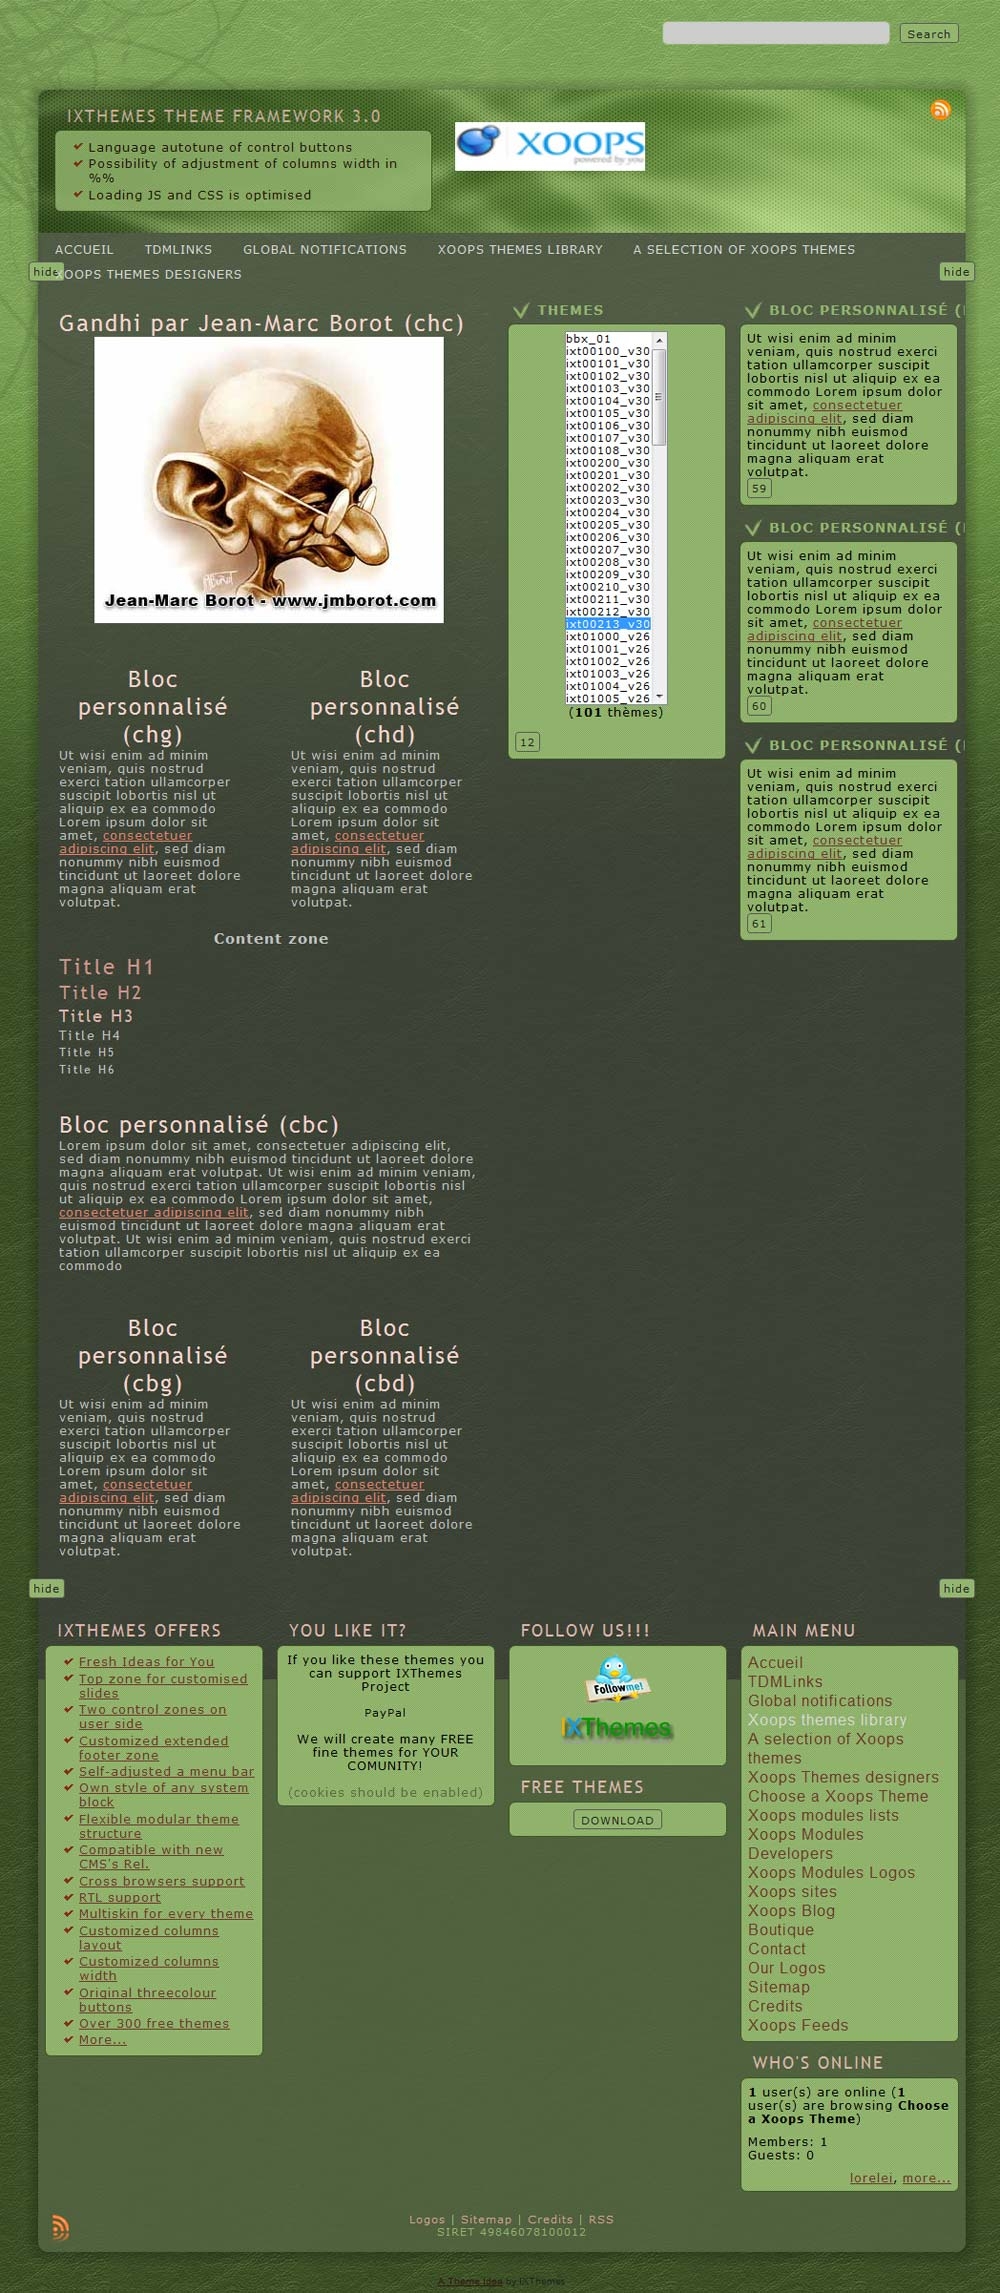 Search
IXTHEMES THEME FRAMEWORK 3.0
Language autotune of control buttons
Possibility of adjustment of columns width in
%%
Loading JS and CSS is optimised
XOOPS
powered by you
ACCUEIL
TDMLINKS
GLOBAL NOTIFICATIONS
XOOPS THEMES LIBRARY
A SELECTION OF XOOPS THEMES
hide
XOOPS THEMES DESIGNERS
hide
Gandhi par Jean-Marc Borot (chc)
Jean-Marc Borot - www.jmborot.com
Bloc
personnalisé
(chg)
Ut wisi enim ad minim
veniam, quis nostrud
exerci tation ullamcorper
suscipit lobortis nisl ut
aliquip ex ea commodo
Lorem ipsum dolor sit
amet, consectetuer
adipiscing elit, sed diam
nonummy nibh euismod
tincidunt ut laoreet dolore
magna aliquam erat
volutpat.
Bloc
personnalisé
(chd)
Ut wisi enim ad minim
veniam, quis nostrud
exerci tation ullamcorper
suscipit lobortis nisl ut
aliquip ex ea commodo
Lorem ipsum dolor sit
amet, consectetuer
adipiscing elit, sed diam
nonummy nibh euismod
tincidunt ut laoreet dolore
magna aliquam erat
volutpat.
Content zone
Title H1
Title H2
Title H3
Title H4
Title H5
Title H6
Bloc personnalisé (cbc)
Lorem ipsum dolor sit amet, consectetuer adipiscing elit,
sed diam nonummy nibh euismod tincidunt ut laoreet dolore
magna aliquam erat volutpat. Ut wisi enim ad minim veniam,
quis nostrud exerci tation ullamcorper suscipit lobortis nisl
ut aliquip ex ea commodo Lorem ipsum dolor sit amet,
consectetuer adipiscing elit, sed diam nonummy nibh
euismod tincidunt ut laoreet dolore magna aliquam erat
volutpat. Ut wisi enim ad minim veniam, quis nostrud exerci
tation ullamcorper suscipit lobortis nisl ut aliquip ex ea
commodo
Bloc
personnalisé
(cbg)
Ut wisi enim ad minim
veniam, quis nostrud
exerci tation ullamcorper
suscipit lobortis nisl ut
aliquip ex ea commodo
Lorem ipsum dolor sit
amet, consectetuer
adipiscing elit, sed diam
nonummy nibh euismod
tincidunt ut laoreet dolore
magna aliquam erat
volutpat.
Bloc
personnalisé
(cbd)
Ut wisi enim ad minim
veniam, quis nostrud
exerci tation ullamcorper
suscipit lobortis nisl ut
aliquip ex ea commodo
Lorem ipsum dolor sit
amet, consectetuer
adipiscing elit, sed diam
nonummy nibh euismod
tincidunt ut laoreet dolore
magna aliquam erat
volutpat.
THEMES
bbx_01
ixt00100_v30
ixt00101_v30
ixt00102_v30
ixt00103_v30
ixt00104_v30
ixt00105_v30
ixt00106_v30
ixt00107_v30
ixt00108_v30
ixt00200_v30
ixt00201_v30
ixt00202_v30
ixt00203_v30
ixt00204_v30
ixt00205_v30
ixt00206_v30
ixt00207_v30
ixt00208_v30
ixt00209_v30
ixt00210_v30
ixt00211_v30
ixt00212_v30
ixt00213_v30
ixt01000_v26
ixt01001_v26
ixt01002_v26
ixt01003_v26
ixt01004_v26
ixt01005_v26
(101 thèmes)
12
BLOC PERSONNALISÉ (
Ut wisi enim ad minim
veniam, quis nostrud exerci
tation ullamcorper suscipit
lobortis nisl ut aliquip ex ea
commodo Lorem ipsum dolor
sit amet, consectetuer
adipiscing elit, sed diam
nonummy nibh euismod
tincidunt ut laoreet dolore
magna aliquam erat
volutpat.
59
BLOC PERSONNALISÉ (
Ut wisi enim ad minim
veniam, quis nostrud exerci
tation ullamcorper suscipit
lobortis nisl ut aliquip ex ea
commodo Lorem ipsum dolor
sit amet, consectetuer
adipiscing elit, sed diam
nonummy nibh euismod
tincidunt ut laoreet dolore
magna aliquam erat
volutpat.
60
BLOC PERSONNALISÉ (
Ut wisi enim ad minim
veniam, quis nostrud exerci
tation ullamcorper suscipit
lobortis nisl ut aliquip ex ea
commodo Lorem ipsum dolor
sit amet, consectetuer
adipiscing elit, sed diam
nonummy nibh euismod
tincidunt ut laoreet dolore
magna aliquam erat
volutpat.
61
hide
hide
IXTHEMES OFFERS
Fresh Ideas for You
Top zone for customised
slides
Two control zones on
user side
Customized extended
footer zone
Self-adjusted a menu bar
Own style of any system
block
Flexible modular theme
structure
Compatible with new
CMS's Rel.
Cross browsers support
RTL support
Multiskin for every theme
Customized columns
layout
Customized columns
width
Original threecolour
buttons
Over 300 free themes
More...
YOU LIKE IT?
If you like these themes you
can support IXThemes
Project
PayPal
We will create many FREE
fine themes for YOUR
COMUNITY!
(cookies should be enabled)
FOLLOW US!!!
Follow me!
IXThemes
FREE THEMES
DOWNLOAD
MAIN MENU
Accueil
TDMLinks
Global notifications
Xoops themes library
A selection of Xoops
themes
Xoops Themes designers
Choose a Xoops Theme
Xoops modules lists
Xoops Modules
Developers
Xoops Modules Logos
Xoops sites
Xoops Blog
Boutique
Contact
Our Logos
Sitemap
Credits
Xoops Feeds
WHO'S ONLINE
1 user(s) are online (1
user(s) are browsing Choose
a Xoops Theme)
Members: 1
Guests: 0
lorelei, more...
Logos | Sitemap | Credits | RSS
SIRET 49846078100012
A Theme Idea by IXThemes